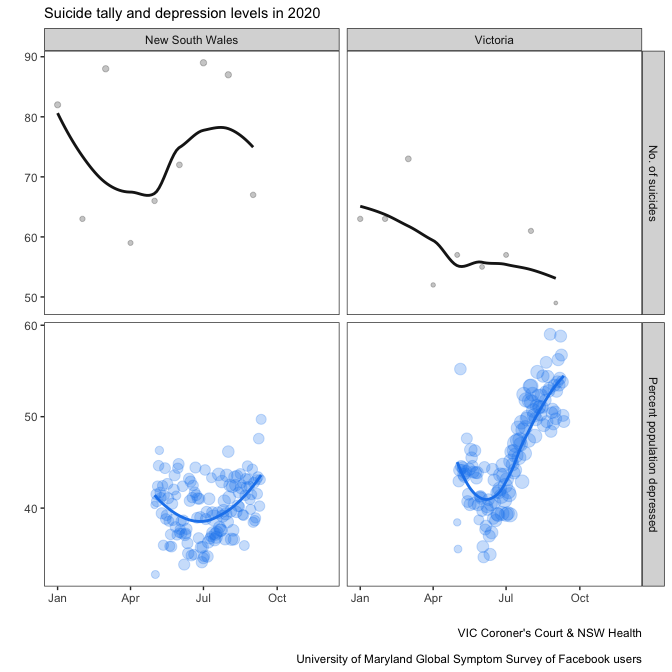 Suicide tally and depression levels in 2020
New South Wales
Victoria
90
80
70
60
50
No. of suicides
60
50
40
Percent population depressed
Jan Apr Jul Oct
Jan Apr Jul Oct
VIC Coroner's Court & NSW Health
University of Maryland Global Symptom Survey of Facebook users